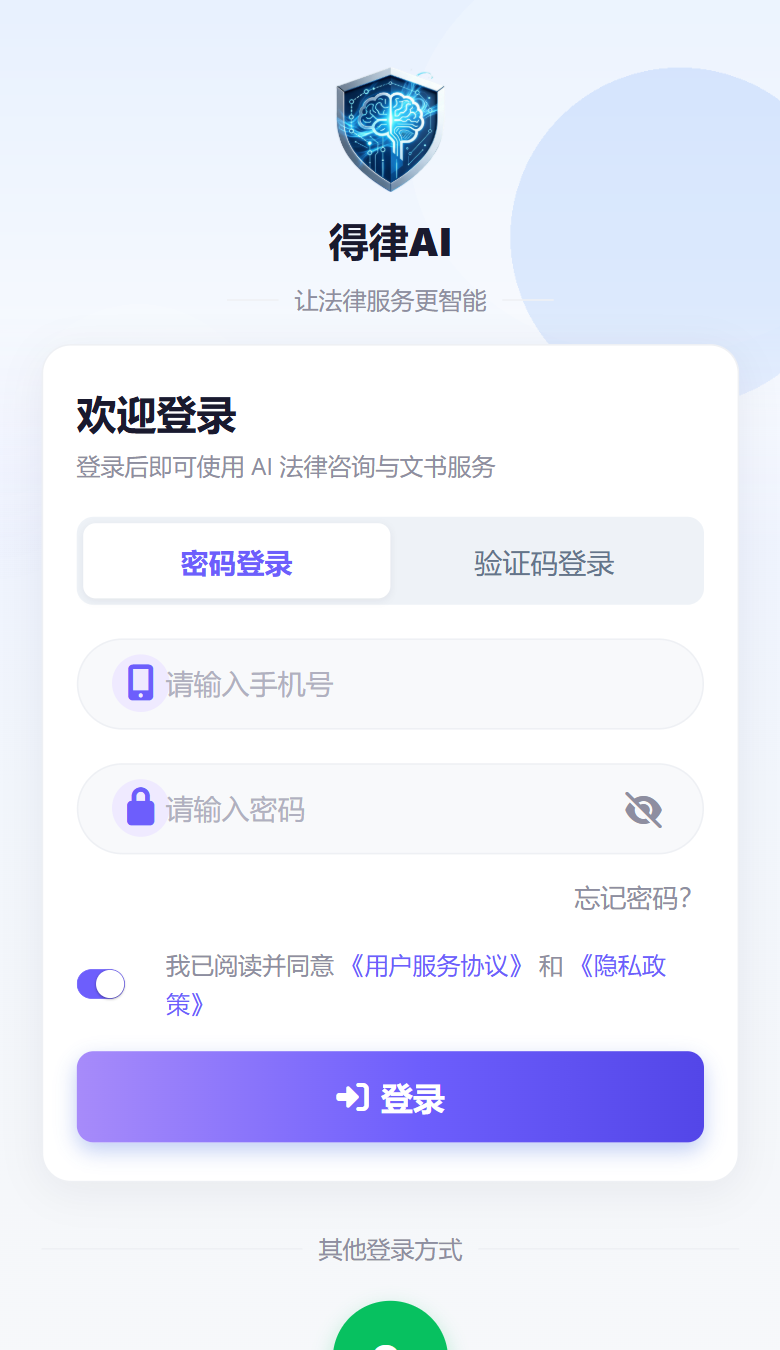 得律AI
让法律服务更智能
欢迎登录
登录后即可使用 AI 法律咨询与文书服务
密码登录
验证码登录
请输入手机号
请输入密码
忘记密码?
我已阅读并同意 《用户服务协议》 和 《隐私政
策》
登录
其他登录方式